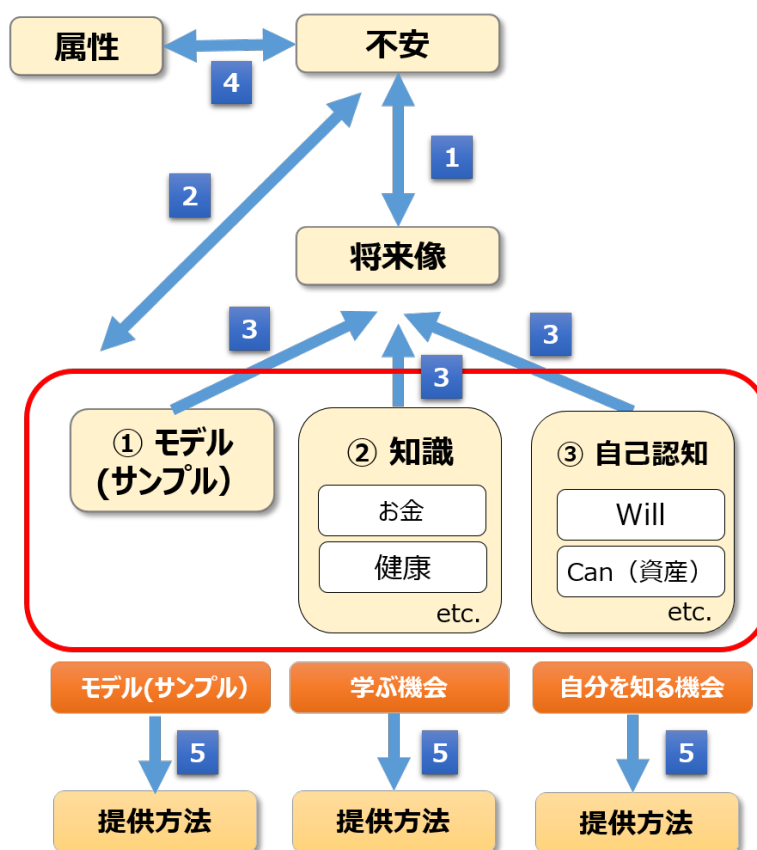 属性
不安
4
1
2
将来像
3
3
3
① モデル
(サンプル）
② 知識
お金
健康
etc.
③ 自己認知
Will
Can（資産）
etc.
モデル(サンプル）
学ぶ機会
自分を知る機会
5
5
5
提供方法
提供方法
提供方法